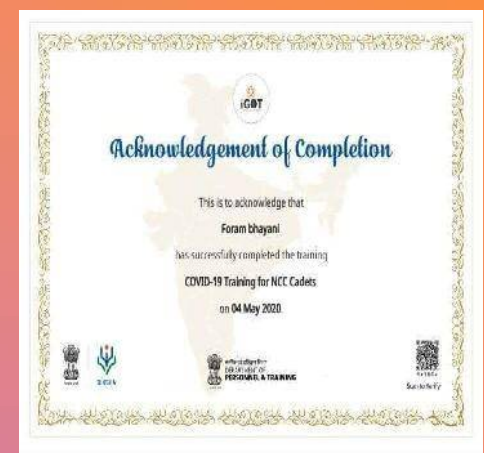 iGOT
Acknowledgement of Completion
This is to acknowledge that
Foram bhayani
has successfully completed the training
COVID-19 Training for NCC Cadets
on 04 May 2020
DEPARTMENT OF
PERSONNEL & TRAINING
Scan to Verify